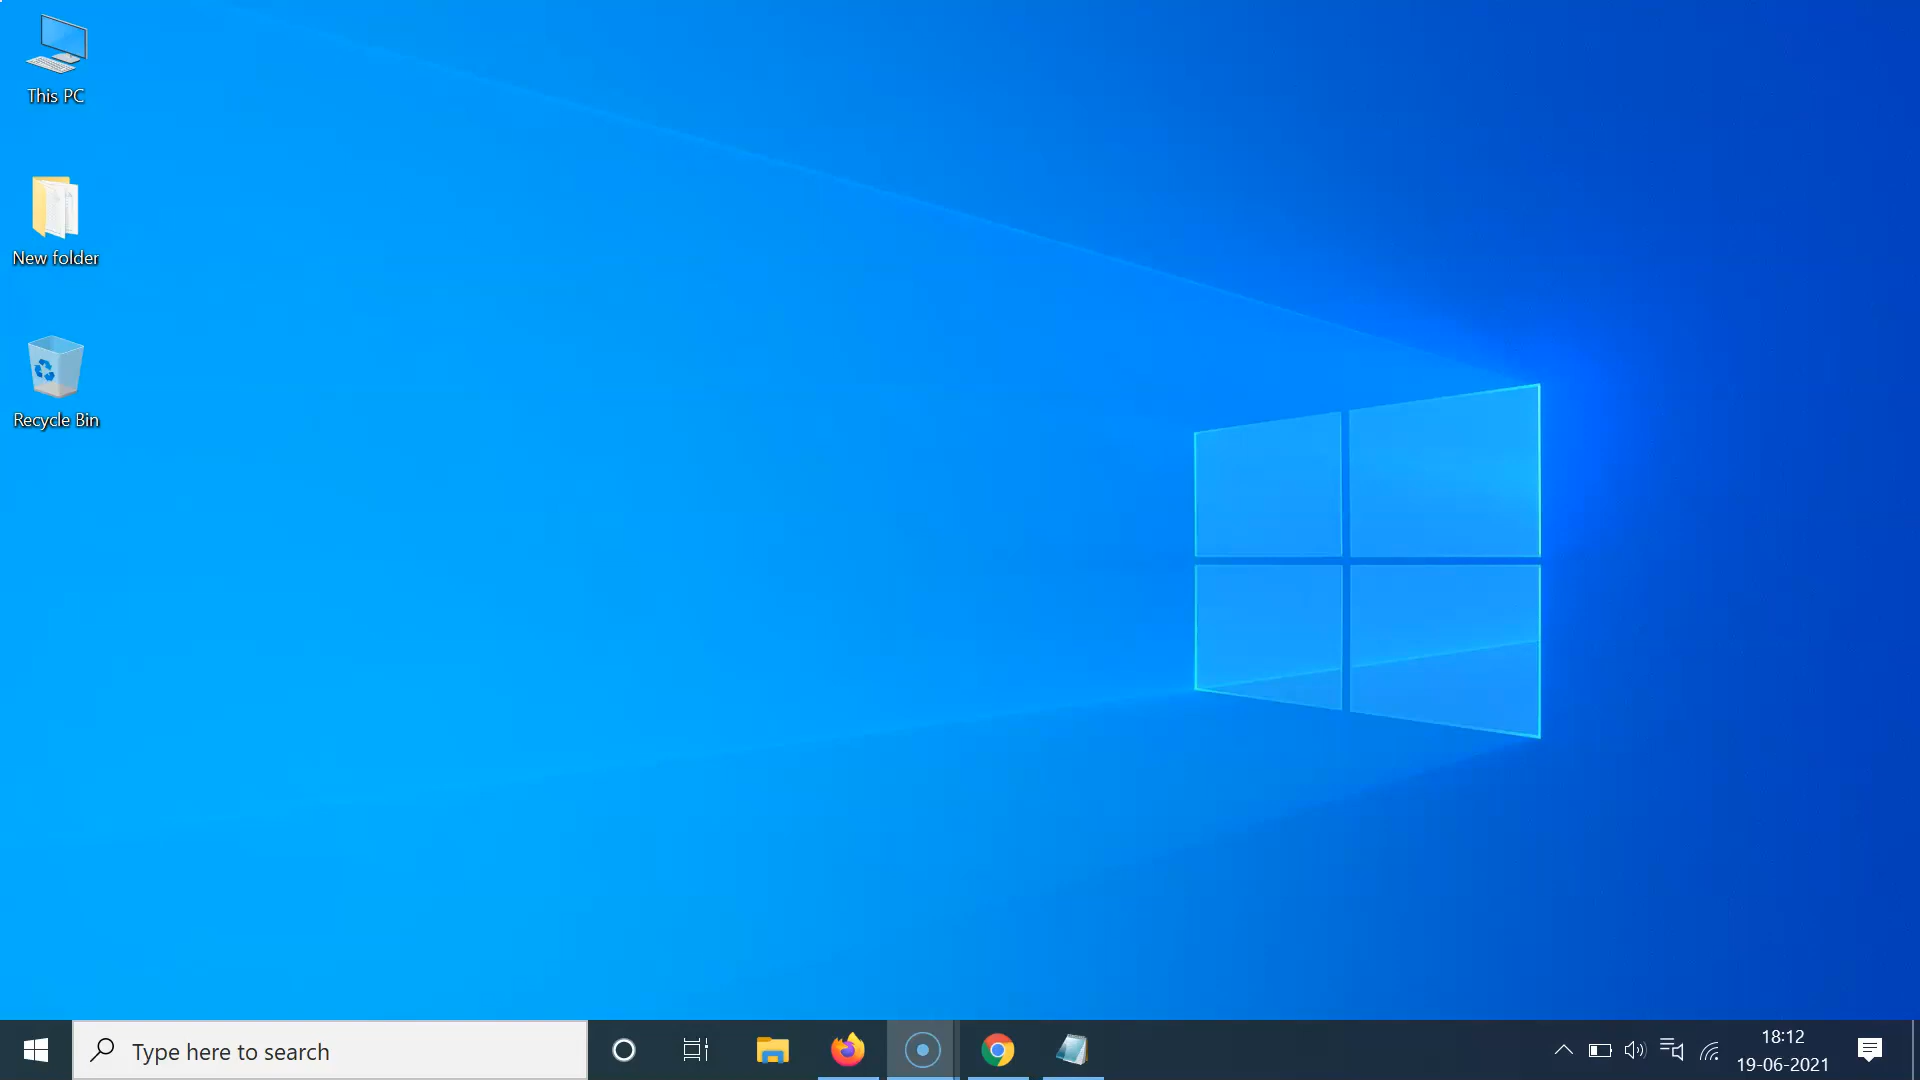 This PC
New folder
Recycle Bin
Type here to search
18:12
19-06-2021